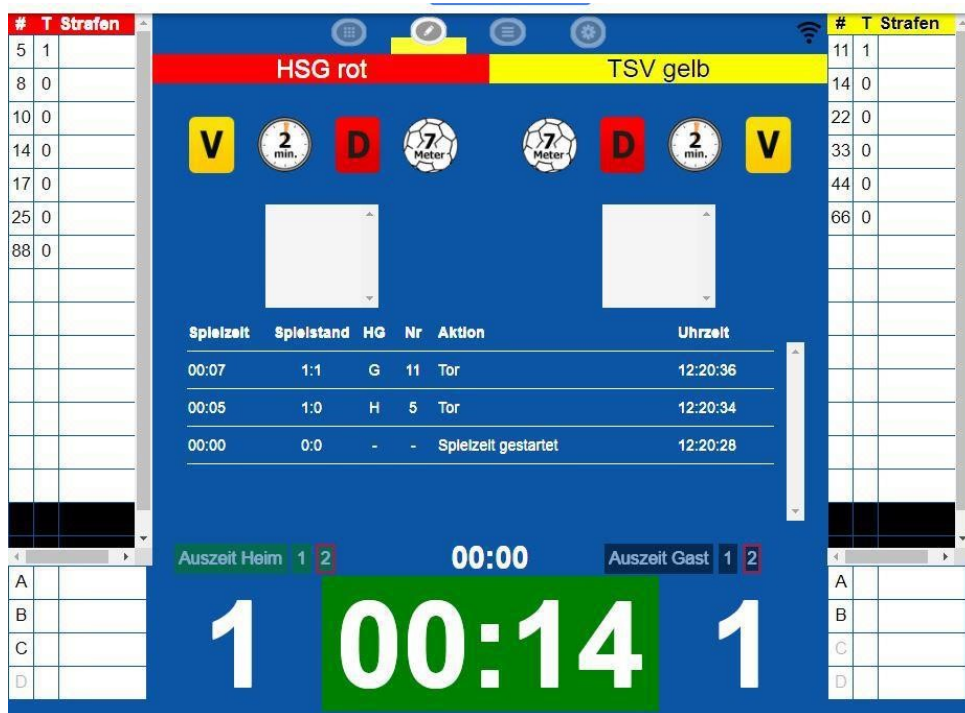 # T Strafen
5 1
8 0
10 0
14 0
17 0
25 0
88 0
A
B
C
D
HSG rot TSV gelb
V 2 min. D 7 Meter 7 Meter D 2 min. V
Spielzeit Spielstand HG Nr Aktion Uhrzeit
00:07 1:1 G 11 Tor 12:20:36
00:05 1:0 H 5 Tor 12:20:34
00:00 0:0 - - Spielzeit gestartet 12:20:28
Auszeit Heim 1 2 00:00 Auszeit Gast 1 2
1 00:14 1
# T Strafen
11 1
14 0
22 0
33 0
44 0
66 0
A
B
C
D